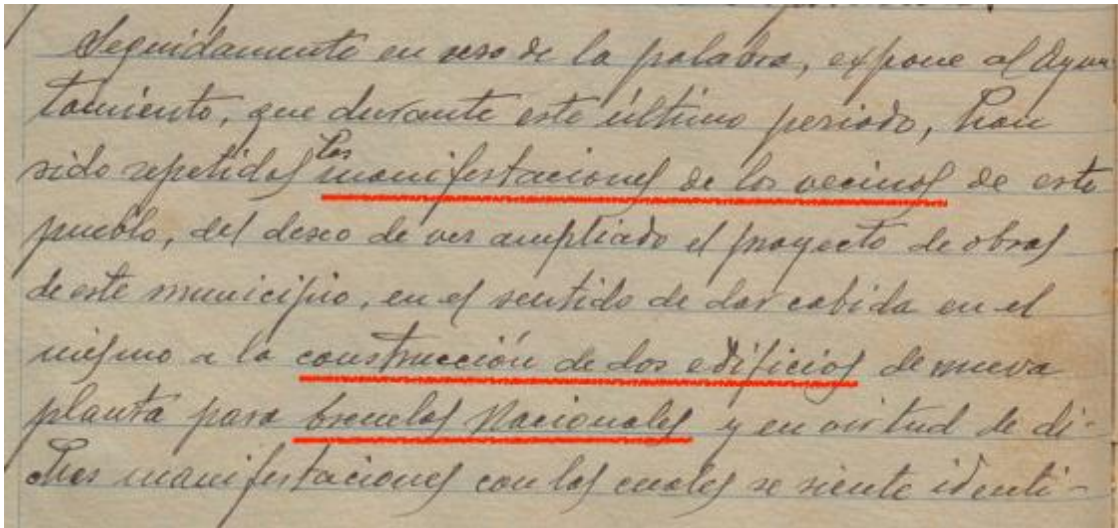 Seguidamente en uso de la palabra, expone al Ayun
tamiento, que durante este último periodo, han
sido repetidas las manifestaciones de los vecinos de este
pueblo, del deseo de ver ampliado el proyecto de obras
de este municipio, en el sentido de dar cabida en el
mismo a la construcción de dos edificios de nueva
planta para Escuelas Nacionales y en virtud de di-
chas manifestaciones con las cuales se siente identi-